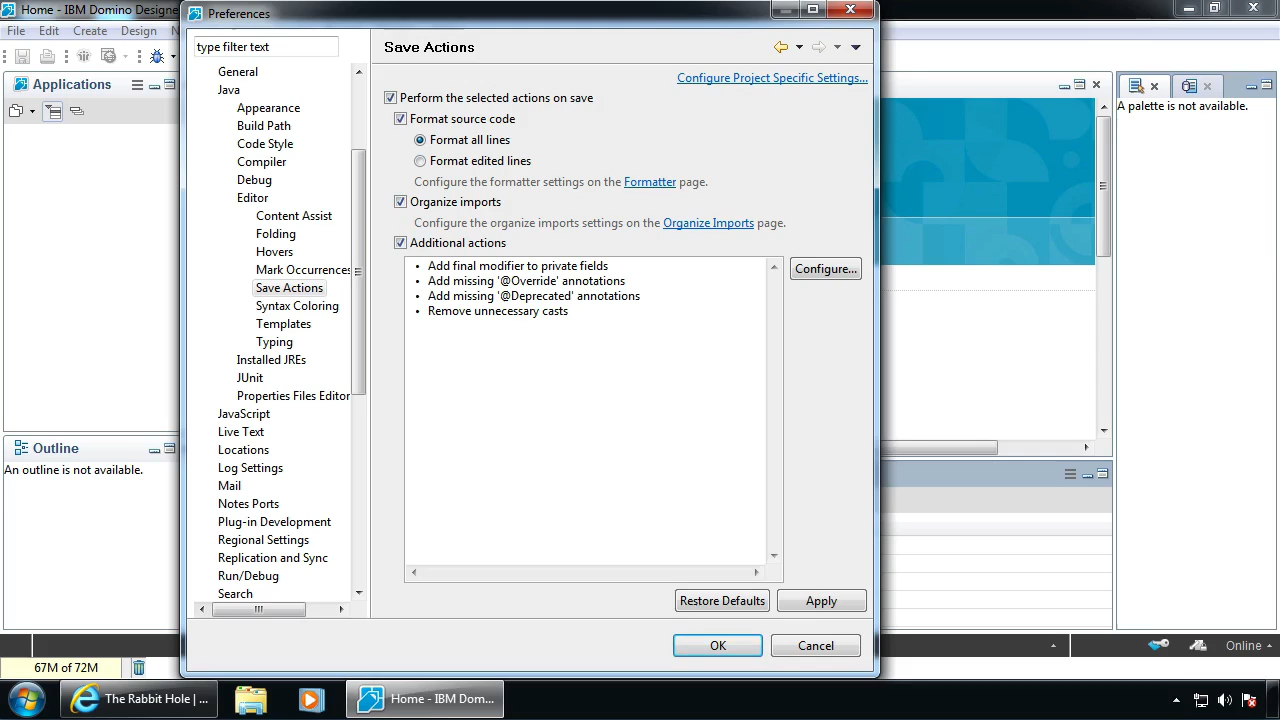 Home - IBM Domino Designer
File Edit Create Design
Applications
Outline
An outline is not available.
67M of 72M
Preferences
type filter text
General
Java
Appearance
Build Path
Code Style
Compiler
Debug
Editor
Content Assist
Folding
Hovers
Mark Occurrences
Save Actions
Syntax Coloring
Templates
Typing
Installed JREs
JUnit
Properties Files Editor
JavaScript
Live Text
Locations
Log Settings
Mail
Notes Ports
Plug-in Development
Regional Settings
Replication and Sync
Run/Debug
Search
Save Actions
Configure Project Specific Settings...
Perform the selected actions on save
Format source code
Format all lines
Format edited lines
Configure the formatter settings on the Formatter page.
Organize imports
Configure the organize imports settings on the Organize Imports page.
Additional actions
• Add final modifier to private fields
• Add missing '@Override' annotations
• Add missing '@Deprecated' annotations
• Remove unnecessary casts
Configure...
Restore Defaults Apply
OK Cancel
A palette is not available.
Online
The Rabbit Hole | ...
Home - IBM Dom...